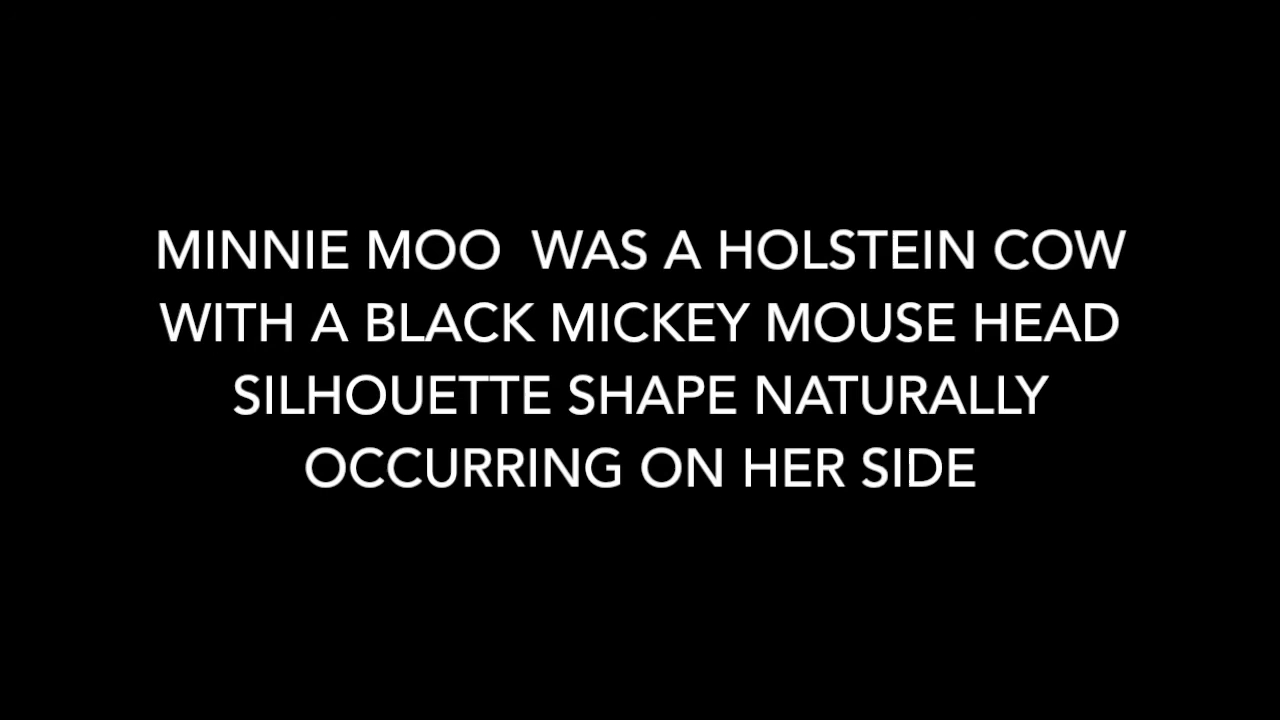 MINNIE MOO  WAS A HOLSTEIN COW
WITH A BLACK MICKEY MOUSE HEAD
SILHOUETTE SHAPE NATURALLY
OCCURRING ON HER SIDE